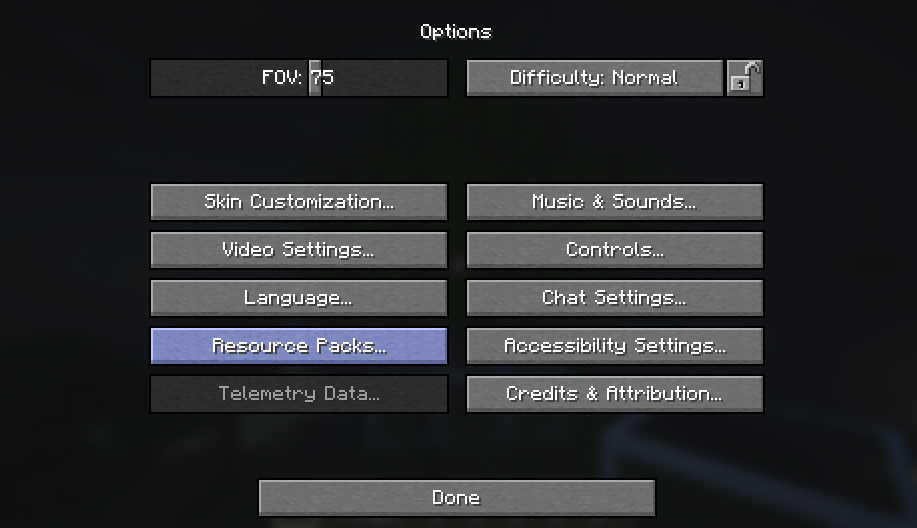 Options
FOV: 75
Difficulty: Normal
Skin Customization...
Music & Sounds...
Video Settings...
Controls...
Language...
Chat Settings...
Resource Packs...
Accessibility Settings...
Telemetry Data...
Credits & Attribution...
Done